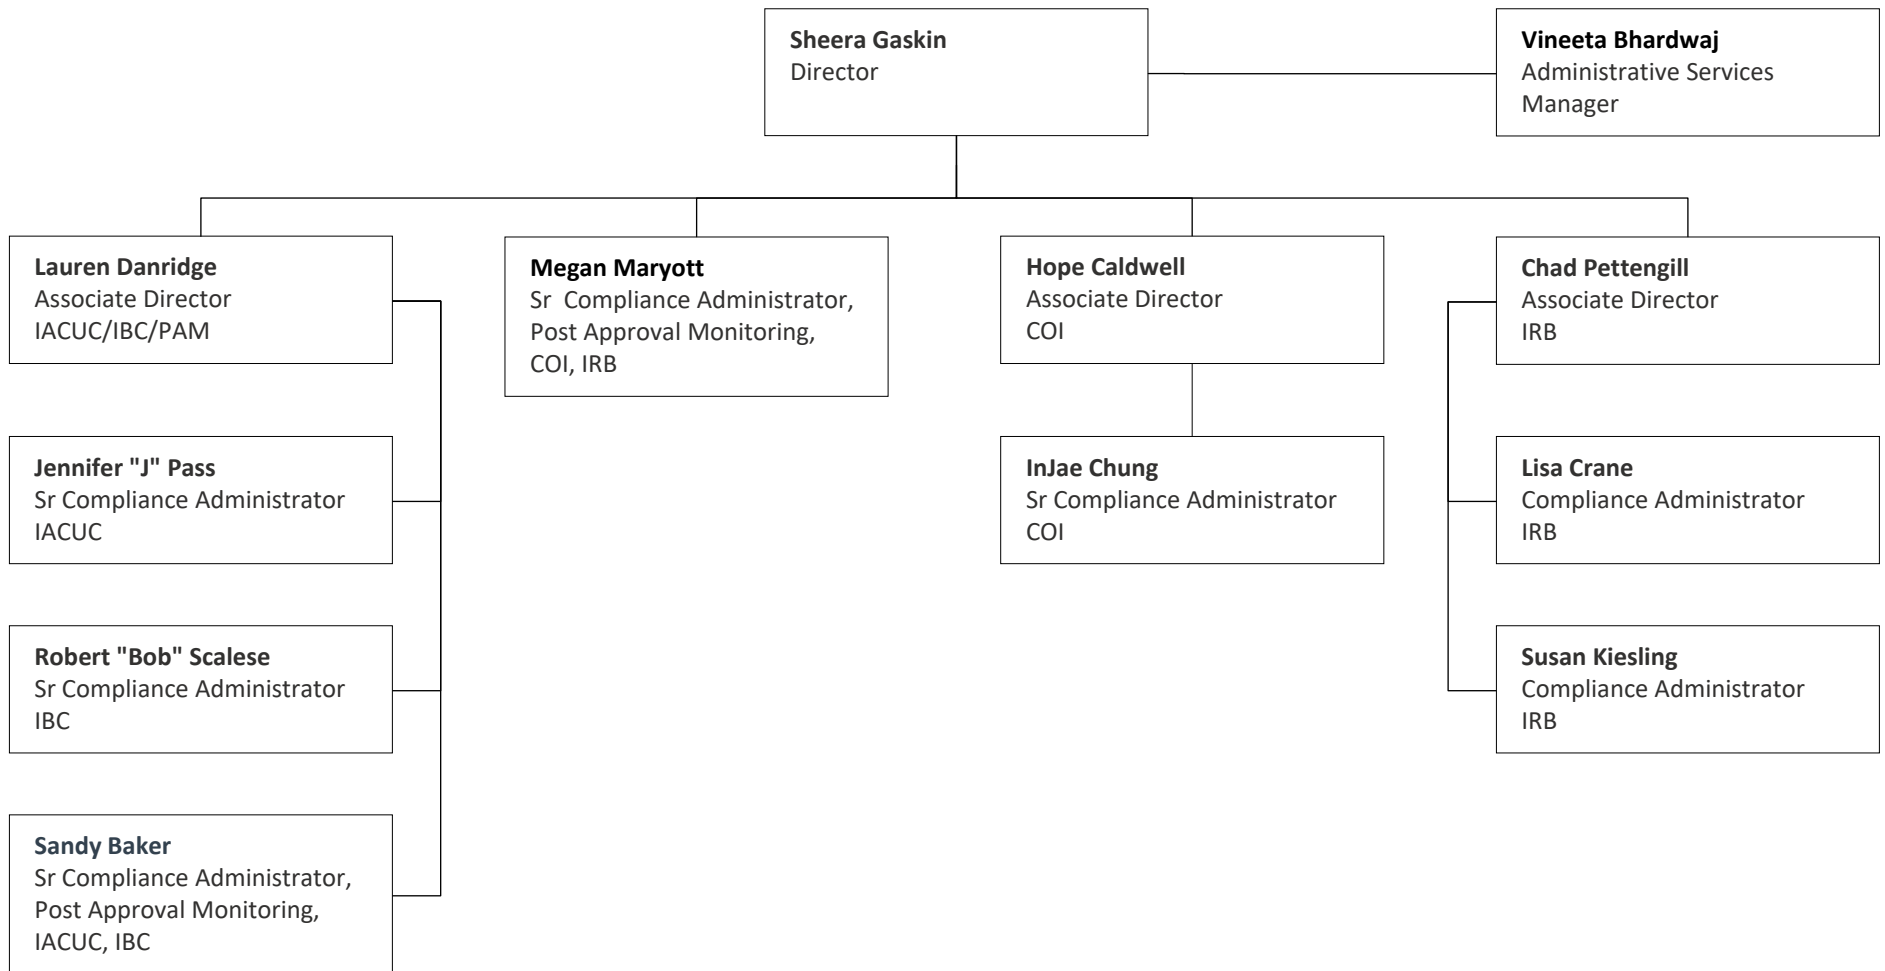 Sheera Gaskin
Director
Vineeta Bhardwaj
Administrative Services
Manager
Lauren Danridge
Associate Director
IACUC/IBC/PAM
Megan Maryott
Sr  Compliance Administrator,
Post Approval Monitoring,
COI, IRB
Hope Caldwell
Associate Director
COI
Chad Pettengill
Associate Director
IRB
Jennifer "J" Pass
Sr Compliance Administrator
IACUC
InJae Chung
Sr Compliance Administrator
COI
Lisa Crane
Compliance Administrator
IRB
Robert "Bob" Scalese
Sr Compliance Administrator
IBC
Susan Kiesling
Compliance Administrator
IRB
Sandy Baker
Sr Compliance Administrator,
Post Approval Monitoring,
IACUC, IBC